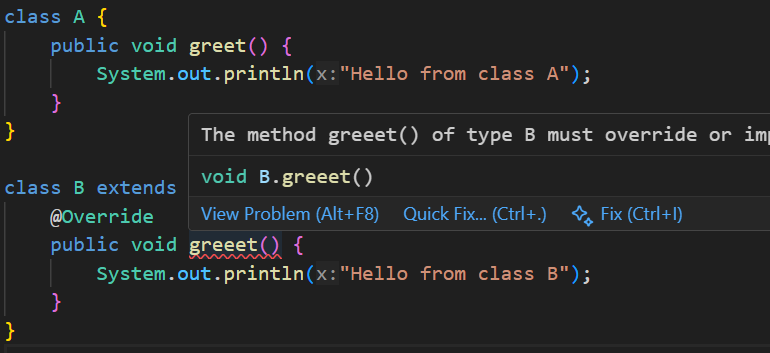 class A {
public void greet() {
System.out.println(x:"Hello from class A");
}
}
The method greeet() of type B must override or
void B.greeet()
class B extends
View Problem (Alt+F8) Quick Fix... (Ctrl+.) Fix (Ctrl+I)
@Override
public void greeet() {
System.out.println(x:"Hello from class B");
}
}